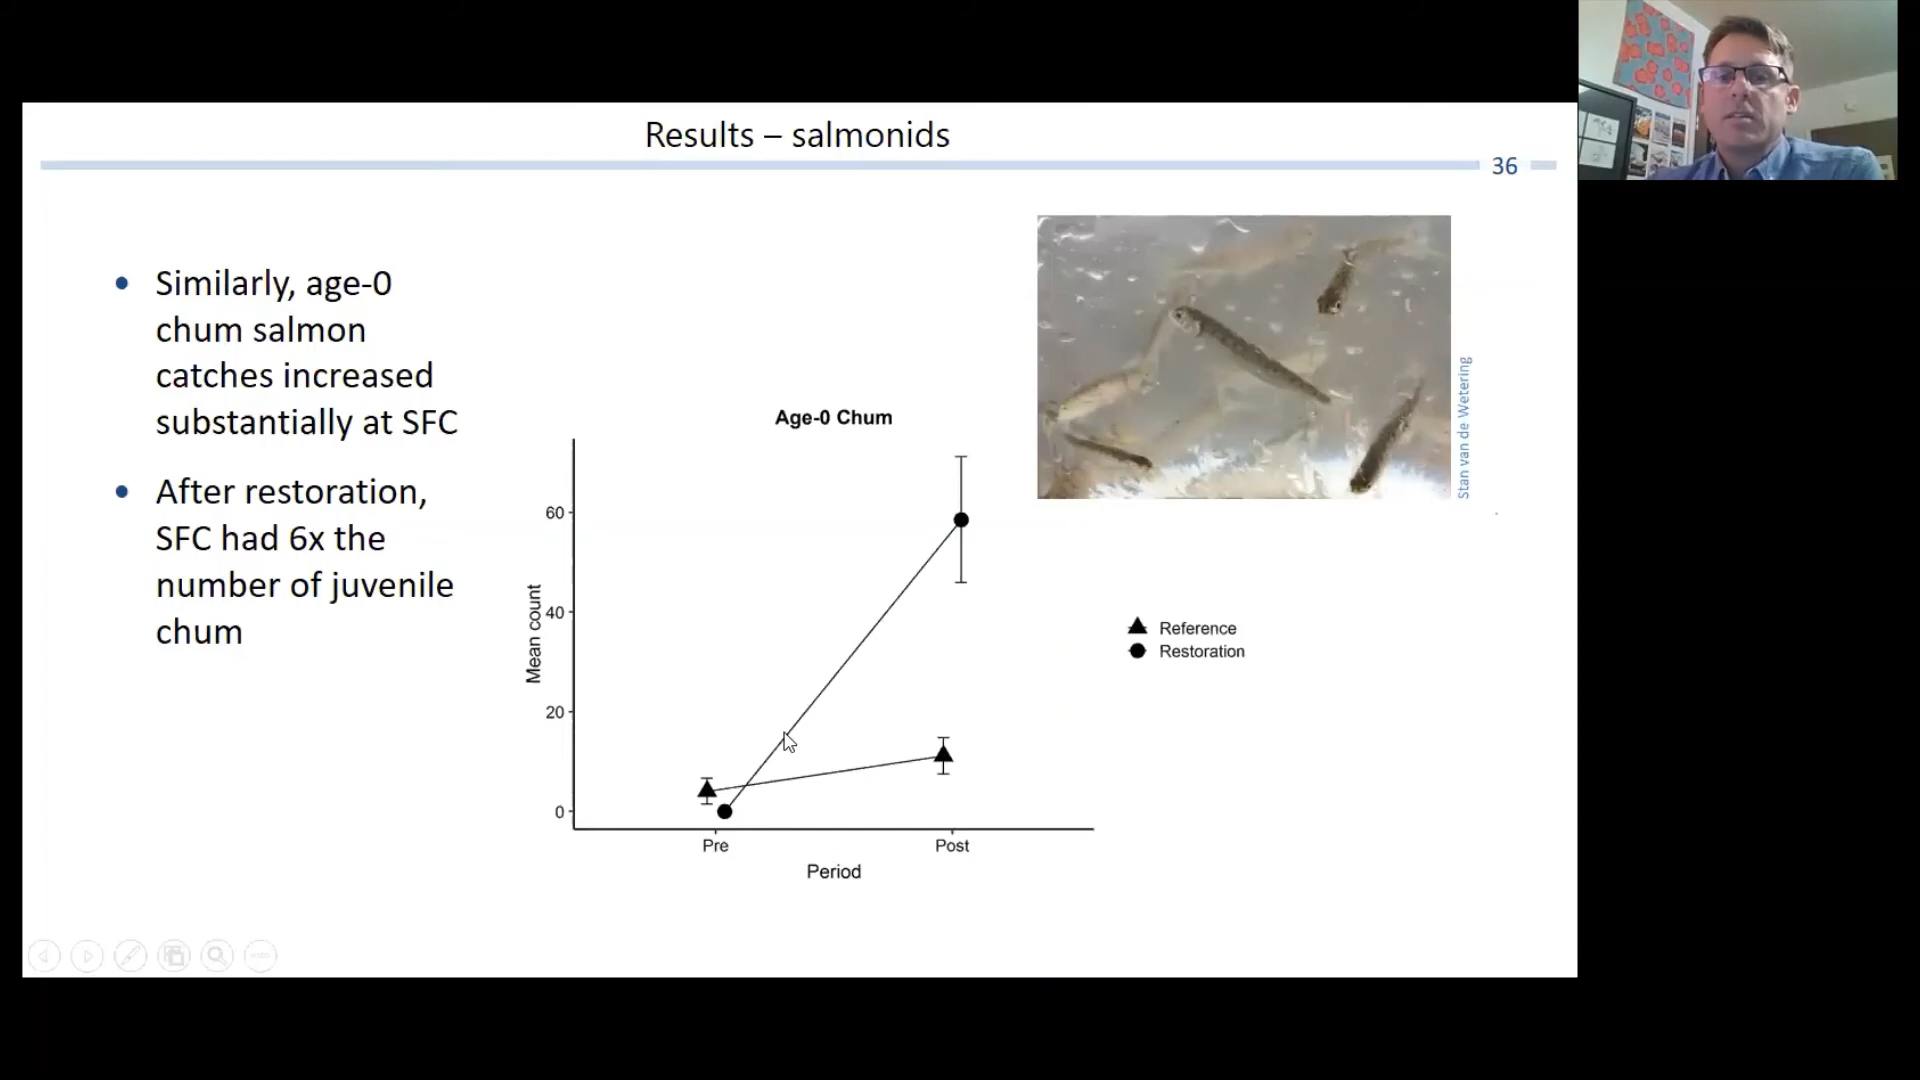 Results – salmonids
36
• Similarly, age-0
chum salmon
catches increased
substantially at SFC
• After restoration,
SFC had 6x the
number of juvenile
chum
Stan van de Wetering
Age-0 Chum
Mean count
60
40
20
0
Pre
Post
Period
Reference
Restoration